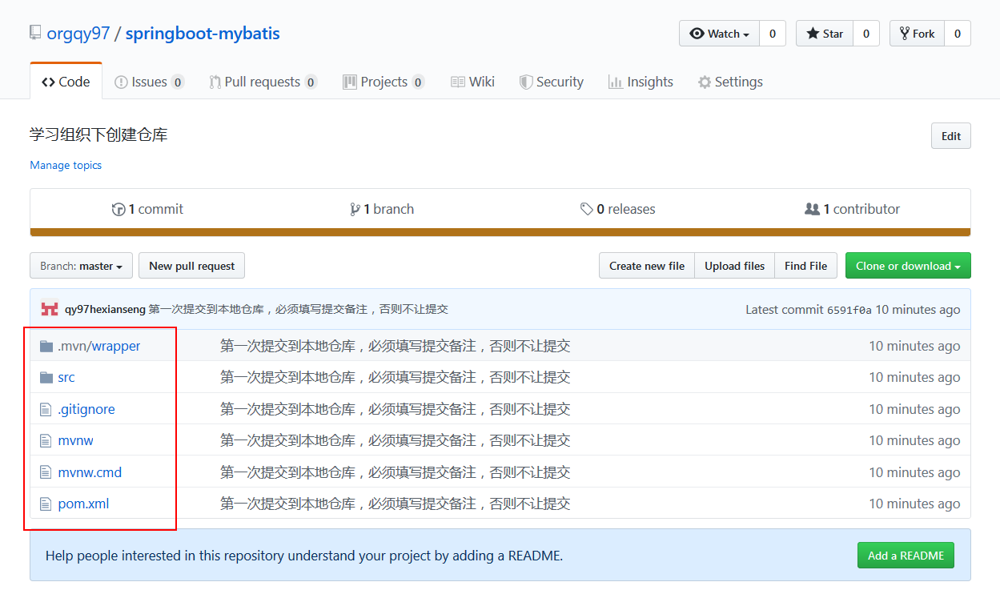 orgqy97 / springboot-mybatis Watch 0 Star 0 Fork 0
Code Issues 0 Pull requests 0 Projects 0 Wiki Security Insights Settings
学习组织下创建仓库 Edit
Manage topics
1 commit 1 branch 0 releases 1 contributor
Branch: master New pull request Create new file Upload files Find File Clone or download
qy97hexianseng 第一次提交到本地仓库，必须填写提交备注，否则不让提交 Latest commit 6591f0a 10 minutes ago
.mvn/wrapper 第一次提交到本地仓库，必须填写提交备注，否则不让提交 10 minutes ago
src 第一次提交到本地仓库，必须填写提交备注，否则不让提交 10 minutes ago
.gitignore 第一次提交到本地仓库，必须填写提交备注，否则不让提交 10 minutes ago
mvnw 第一次提交到本地仓库，必须填写提交备注，否则不让提交 10 minutes ago
mvnw.cmd 第一次提交到本地仓库，必须填写提交备注，否则不让提交 10 minutes ago
pom.xml 第一次提交到本地仓库，必须填写提交备注，否则不让提交 10 minutes ago
Help people interested in this repository understand your project by adding a README. Add a README